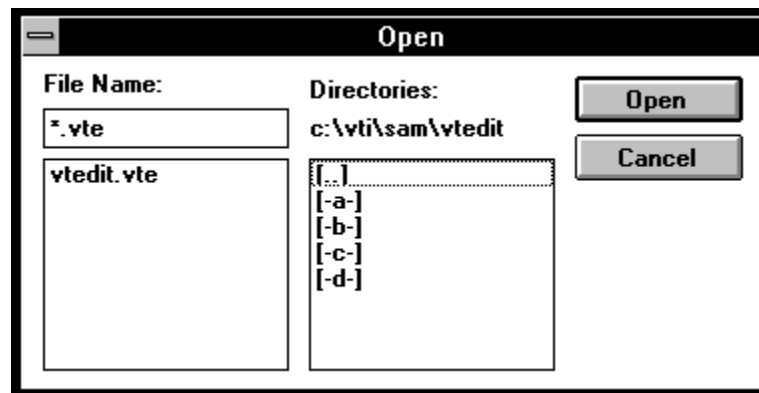 Open
File Name:
*.vte
vtedit.vte
Directories:
c:\vti\sam\vtedit
[..]
[-a-]
[-b-]
[-c-]
[-d-]
Open
Cancel